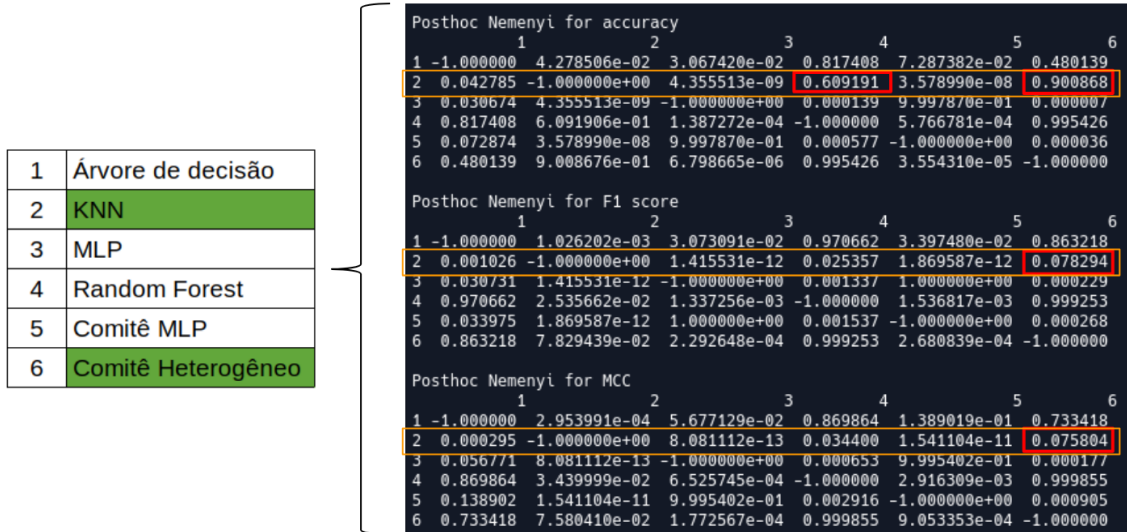 1 Árvore de decisão
2 KNN
3 MLP
4 Random Forest
5 Comitê MLP
6 Comitê Heterogêneo
Posthoc Nemenyi for accuracy
1 2 3 4 5 6
1 -1.000000 4.278506e-02 3.067420e-02 0.817408 7.287382e-02 0.480139
2 0.042785 -1.000000e+00 4.355513e-09 0.609191 3.578990e-08 0.900868
3 0.030674 4.355513e-09 -1.000000e+00 0.000139 9.997870e-01 0.000007
4 0.817408 6.091906e-01 1.387272e-04 -1.000000 5.766781e-04 0.995426
5 0.072874 3.578990e-08 9.997870e-01 0.000577 -1.000000e+00 0.000036
6 0.480139 9.008676e-01 6.798665e-06 0.995426 3.554310e-05 -1.000000
Posthoc Nemenyi for F1 score
1 2 3 4 5 6
1 -1.000000 1.026202e-03 3.073091e-02 0.970662 3.397480e-02 0.863218
2 0.001026 -1.000000e+00 1.415531e-12 0.025357 1.869587e-12 0.078294
3 0.030731 1.415531e-12 -1.000000e+00 0.001337 1.000000e+00 0.000229
4 0.970662 2.535662e-02 1.337256e-03 -1.000000 1.536817e-03 0.999253
5 0.033975 1.869587e-12 1.000000e+00 0.001537 -1.000000e+00 0.000268
6 0.863218 7.829439e-02 2.292648e-04 0.999253 2.680839e-04 -1.000000
Posthoc Nemenyi for MCC
1 2 3 4 5 6
1 -1.000000 2.953991e-04 5.677129e-02 0.869864 1.389019e-01 0.733418
2 0.000295 -1.000000e+00 8.081112e-13 0.034400 1.541104e-11 0.075804
3 0.056771 8.081112e-13 -1.000000e+00 0.000653 9.995402e-01 0.000177
4 0.869864 3.439999e-02 6.525745e-04 -1.000000 2.916309e-03 0.999855
5 0.138902 1.541104e-11 9.995402e-01 0.002916 -1.000000e+00 0.000905
6 0.733418 7.580410e-02 1.772567e-04 0.999855 9.053353e-04 -1.000000